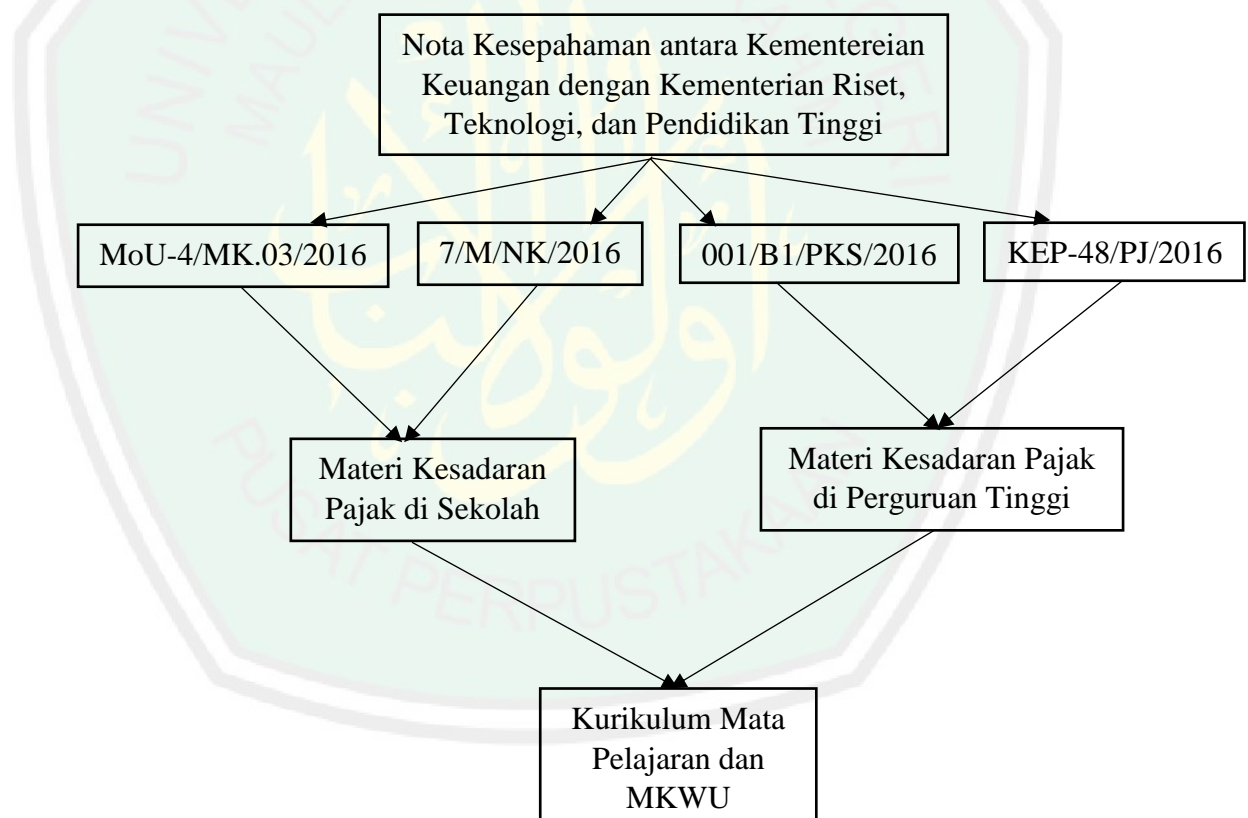 Nota Kesepahaman antara Kementereian
Keuangan dengan Kementerian Riset,
Teknologi, dan Pendidikan Tinggi
MoU-4/MK.03/2016
7/M/NK/2016
001/B1/PKS/2016
KEP-48/PJ/2016
Materi Kesadaran
Pajak di Sekolah
Materi Kesadaran Pajak
di Perguruan Tinggi
Kurikulum Mata
Pelajaran dan
MKWU
PUSAT PERPUSTAKAAN